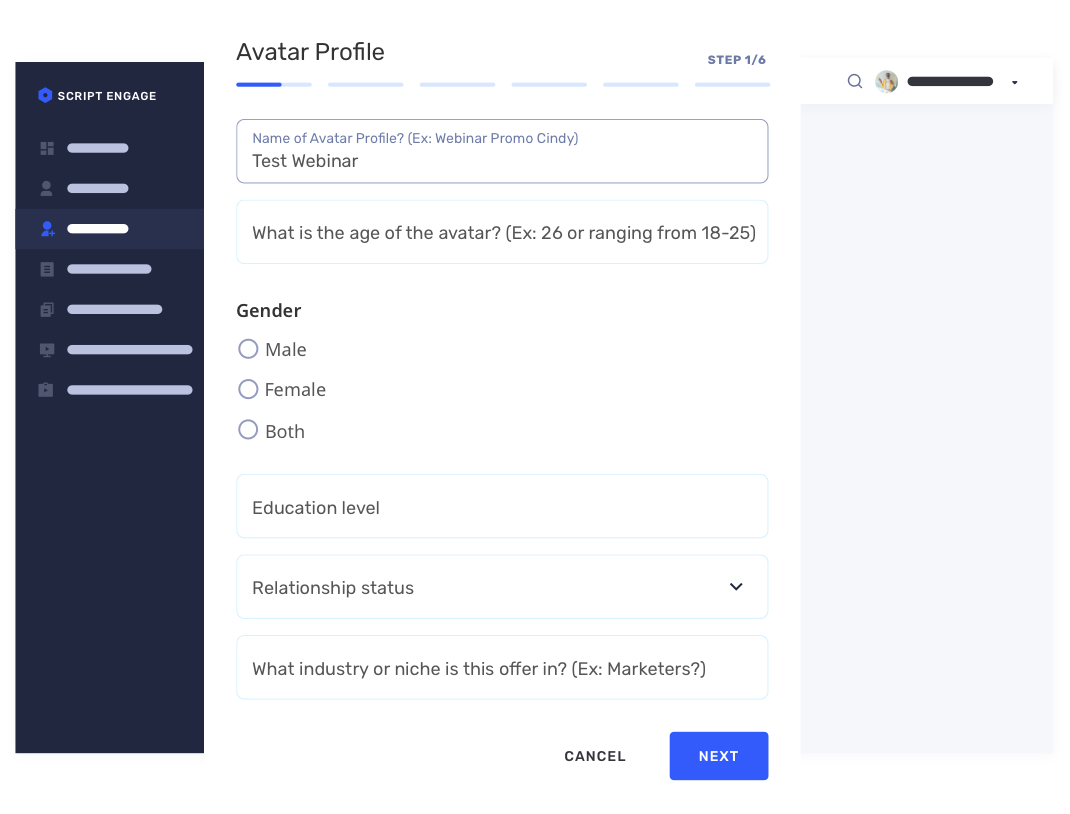 SCRIPT ENGAGE
Avatar Profile
STEP 1/6
Name of Avatar Profile? (Ex: Webinar Promo Cindy)
Test Webinar
What is the age of the avatar? (Ex: 26 or ranging from 18-25)
Gender
Male
Female
Both
Education level
Relationship status
What industry or niche is this offer in? (Ex: Marketers?)
CANCEL
NEXT